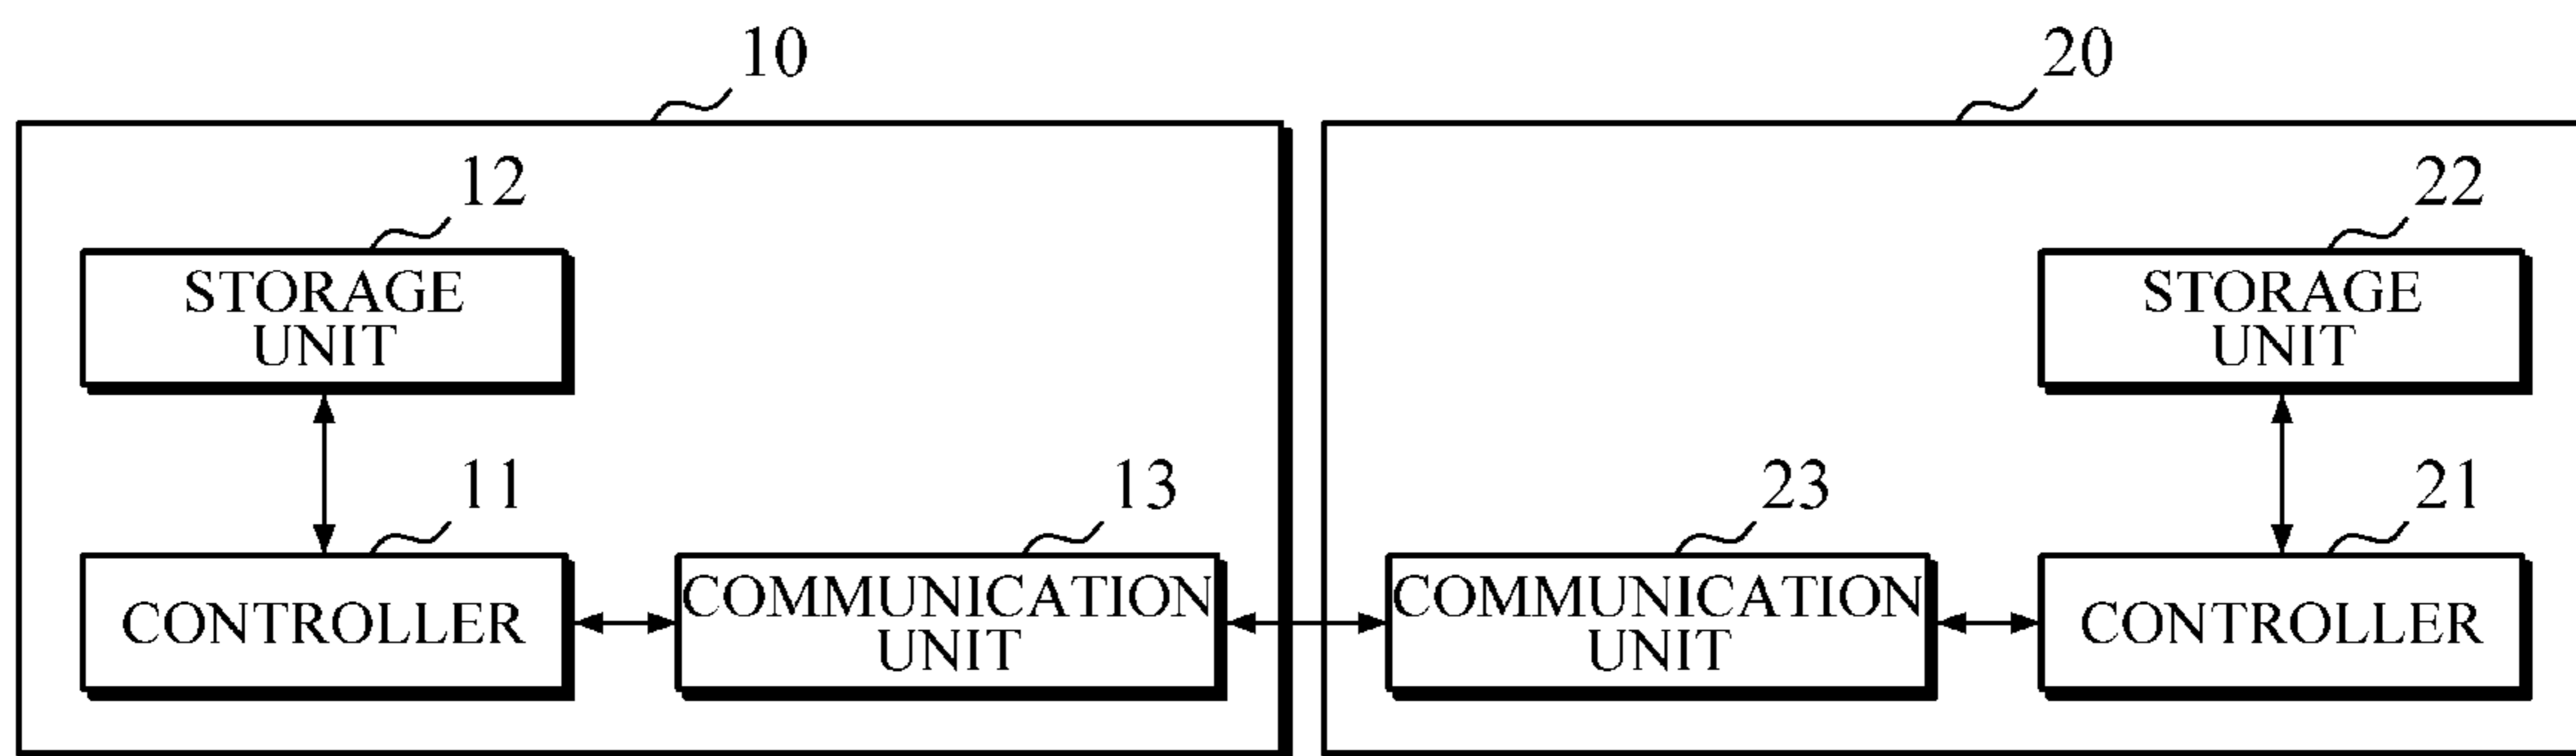 10
20
12
22
STORAGE
UNIT
STORAGE
UNIT
11
13
23
21
CONTROLLER
COMMUNICATION
UNIT
COMMUNICATION
UNIT
CONTROLLER